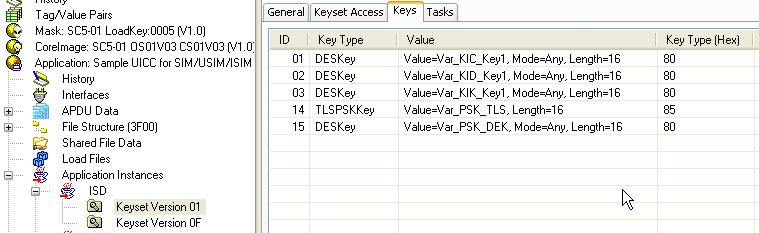 History
Tag/Value Pairs
Mask: SC5-01 LoadKey:0005 (V1.0)
CoreImage: SC5-01 OS01V03 CS01V03 (V1.0)
Application: Sample UICC for SIM/USIM/ISIM
History
Interfaces
APDU Data
File Structure (3F00)
Shared File Data
Load Files
Application Instances
ISD
Keyset Version 01
Keyset Version 0F
General Keyset Access Keys Tasks
ID Key Type Value Key Type (Hex)
01 DESKey Value=Var_KIC_Key1, Mode=Any, Length=16 80
02 DESKey Value=Var_KID_Key1, Mode=Any, Length=16 80
03 DESKey Value=Var_KIK_Key1, Mode=Any, Length=16 80
14 TLSPSKKey Value=Var_PSK_TLS, Length=16 85
15 DESKey Value=Var_PSK_DEK, Mode=Any, Length=16 80